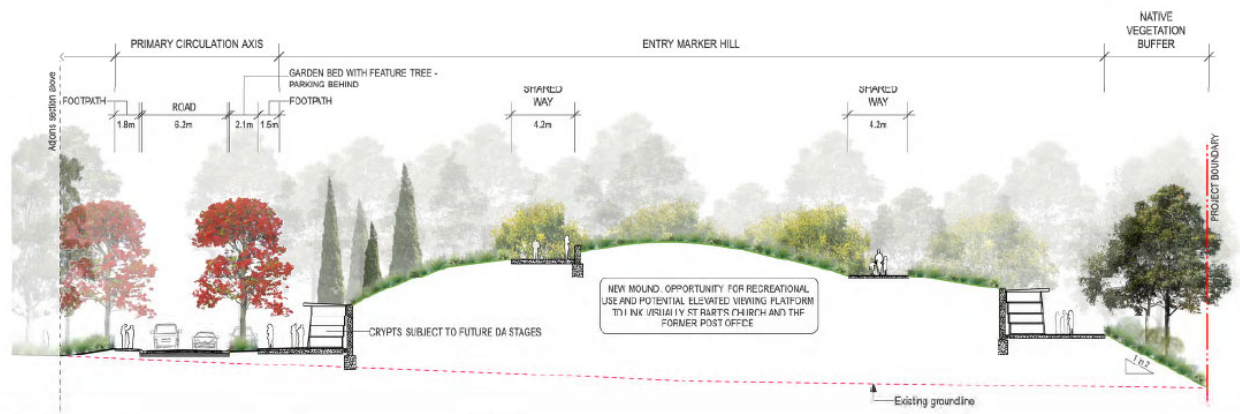 NATIVE
VEGETATION
BUFFER
PRIMARY CIRCULATION AXIS
ENTRY MARKER HILL
GARDEN BED WITH FEATURE TREE -
PARKING BEHIND
FOOTPATH
ROAD
FOOTPATH
SHARED
WAY
SHARED
WAY
1.8m
6.2m
2.1m
1.5m
4.2m
4.2m
Adjoins section above
PROJECT BOUNDARY
NEW MOUND. OPPORTUNITY FOR RECREATIONAL
USE AND POTENTIAL ELEVATED VIEWING PLATFORM
TO LINK VISUALLY ST BART'S CHURCH AND THE
FORMER POST OFFICE
CRYPTS SUBJECT TO FUTURE DA STAGES
1 in 2
Existing groundline